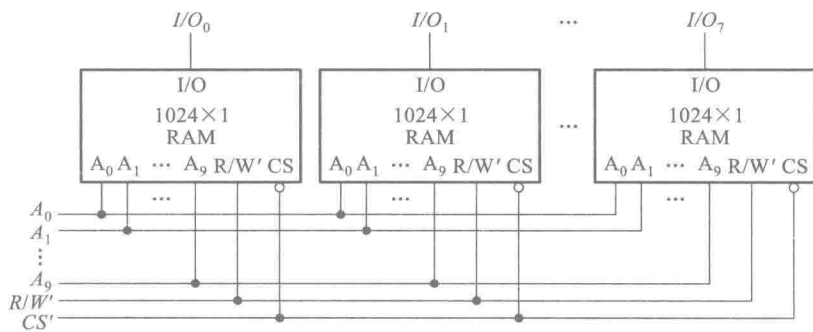 I/O₀ I/O₁ ⋯ I/O₇
I/O I/O I/O
1024×1 1024×1 ⋯ 1024×1
RAM RAM RAM
A₀ A₁ ⋯ A₉ R/W′ CS A₀ A₁ ⋯ A₉ R/W′ CS A₀ A₁ ⋯ A₉ R/W′ CS
⋯ ⋯ ⋯
A₀
A₁
⋮
A₉
R/W′
CS′